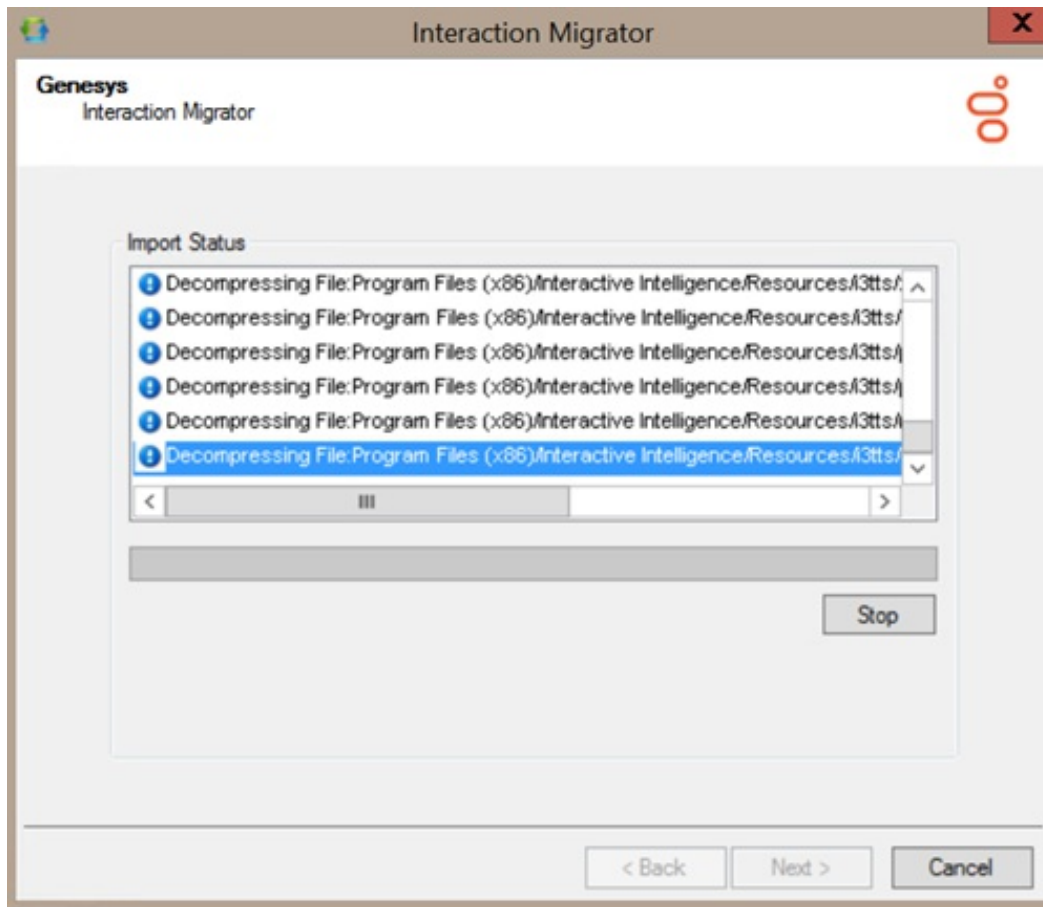 Interaction Migrator
X
Genesys
Interaction Migrator
Import Status
Decompressing File:Program Files (x86)/Interactive Intelligence/Resources/i3tts/
Decompressing File:Program Files (x86)/Interactive Intelligence/Resources/i3tts/
Decompressing File:Program Files (x86)/Interactive Intelligence/Resources/i3tts/
Decompressing File:Program Files (x86)/Interactive Intelligence/Resources/i3tts/
Decompressing File:Program Files (x86)/Interactive Intelligence/Resources/i3tts/
Decompressing File:Program Files (x86)/Interactive Intelligence/Resources/i3tts/
Stop
< Back
Next >
Cancel